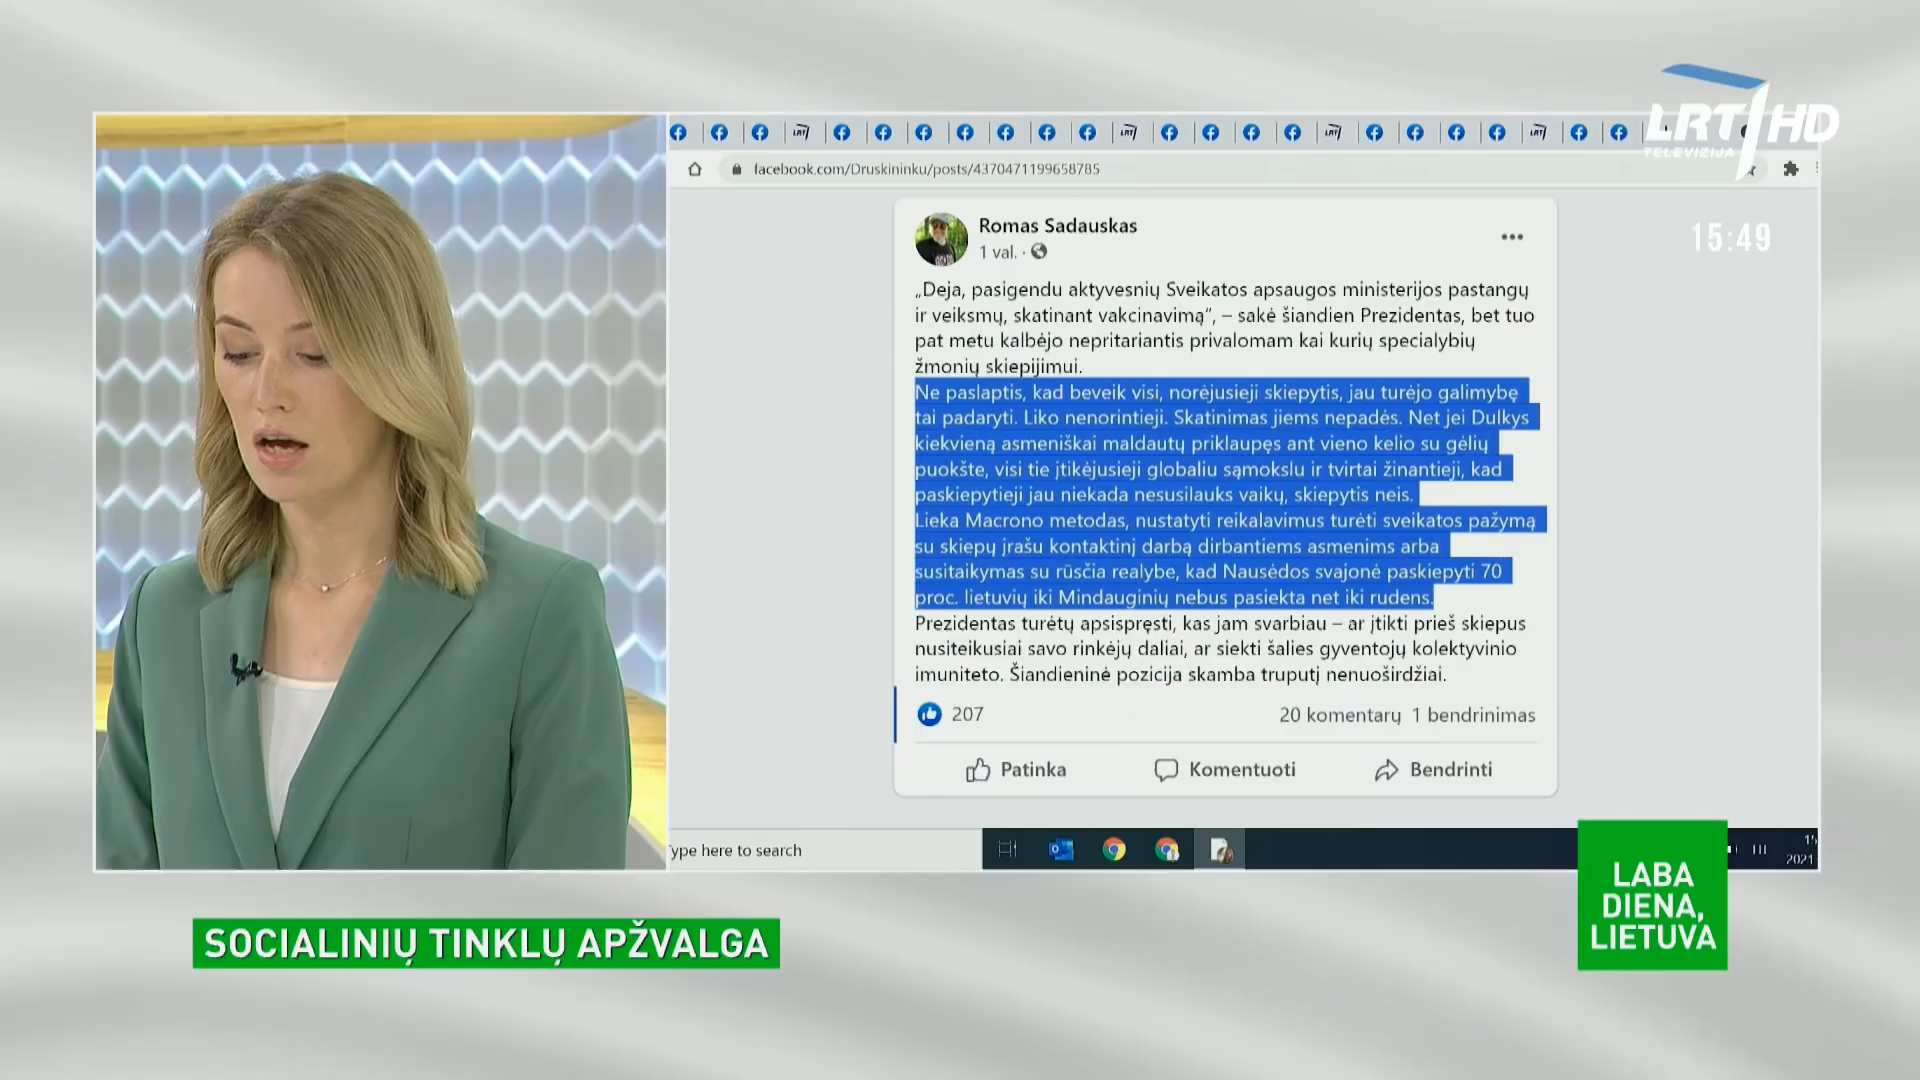 LRT HD
TELEVIZIJA
15:49
facebook.com/Druskininku/posts/4370471199658785
Romas Sadauskas
1 val.
„Deja, pasigendu aktyvesnių Sveikatos apsaugos ministerijos pastangų
ir veiksmų, skatinant vakcinavimą“, – sakė šiandien Prezidentas, bet tuo
pat metu kalbėjo nepritariantis privalomam kai kurių specialybių
žmonių skiepijimui.
Ne paslaptis, kad beveik visi, norėjusieji skiepytis, jau turėjo galimybę
tai padaryti. Liko nenorintieji. Skatinimas jiems nepadės. Net jei Dulkys
kiekvieną asmeniškai maldautų priklaupęs ant vieno kelio su gėlių
puokšte, visi tie įtikėjusieji globaliu sąmokslu ir tvirtai žinantieji, kad
paskiepytieji jau niekada nesusilauks vaikų, skiepytis neis.
Lieka Macrono metodas, nustatyti reikalavimus turėti sveikatos pažymą
su skiepų įrašu kontaktinį darbą dirbantiems asmenims arba
susitaikymas su rūsčia realybe, kad Nausėdos svajonė paskiepyti 70
proc. lietuvių iki Mindauginių nebus pasiekta net iki rudens.
Prezidentas turėtų apsispręsti, kas jam svarbiau – ar įtikti prieš skiepus
nusiteikusiai savo rinkėjų daliai, ar siekti šalies gyventojų kolektyvinio
imuniteto. Šiandieninė pozicija skamba truputį nenuoširdžiai.
207
20 komentarų 1 bendrinimas
Patinka Komentuoti Bendrinti
ype here to search
2021
LABA
DIENA,
LIETUVA
SOCIALINIŲ TINKLŲ APŽVALGA